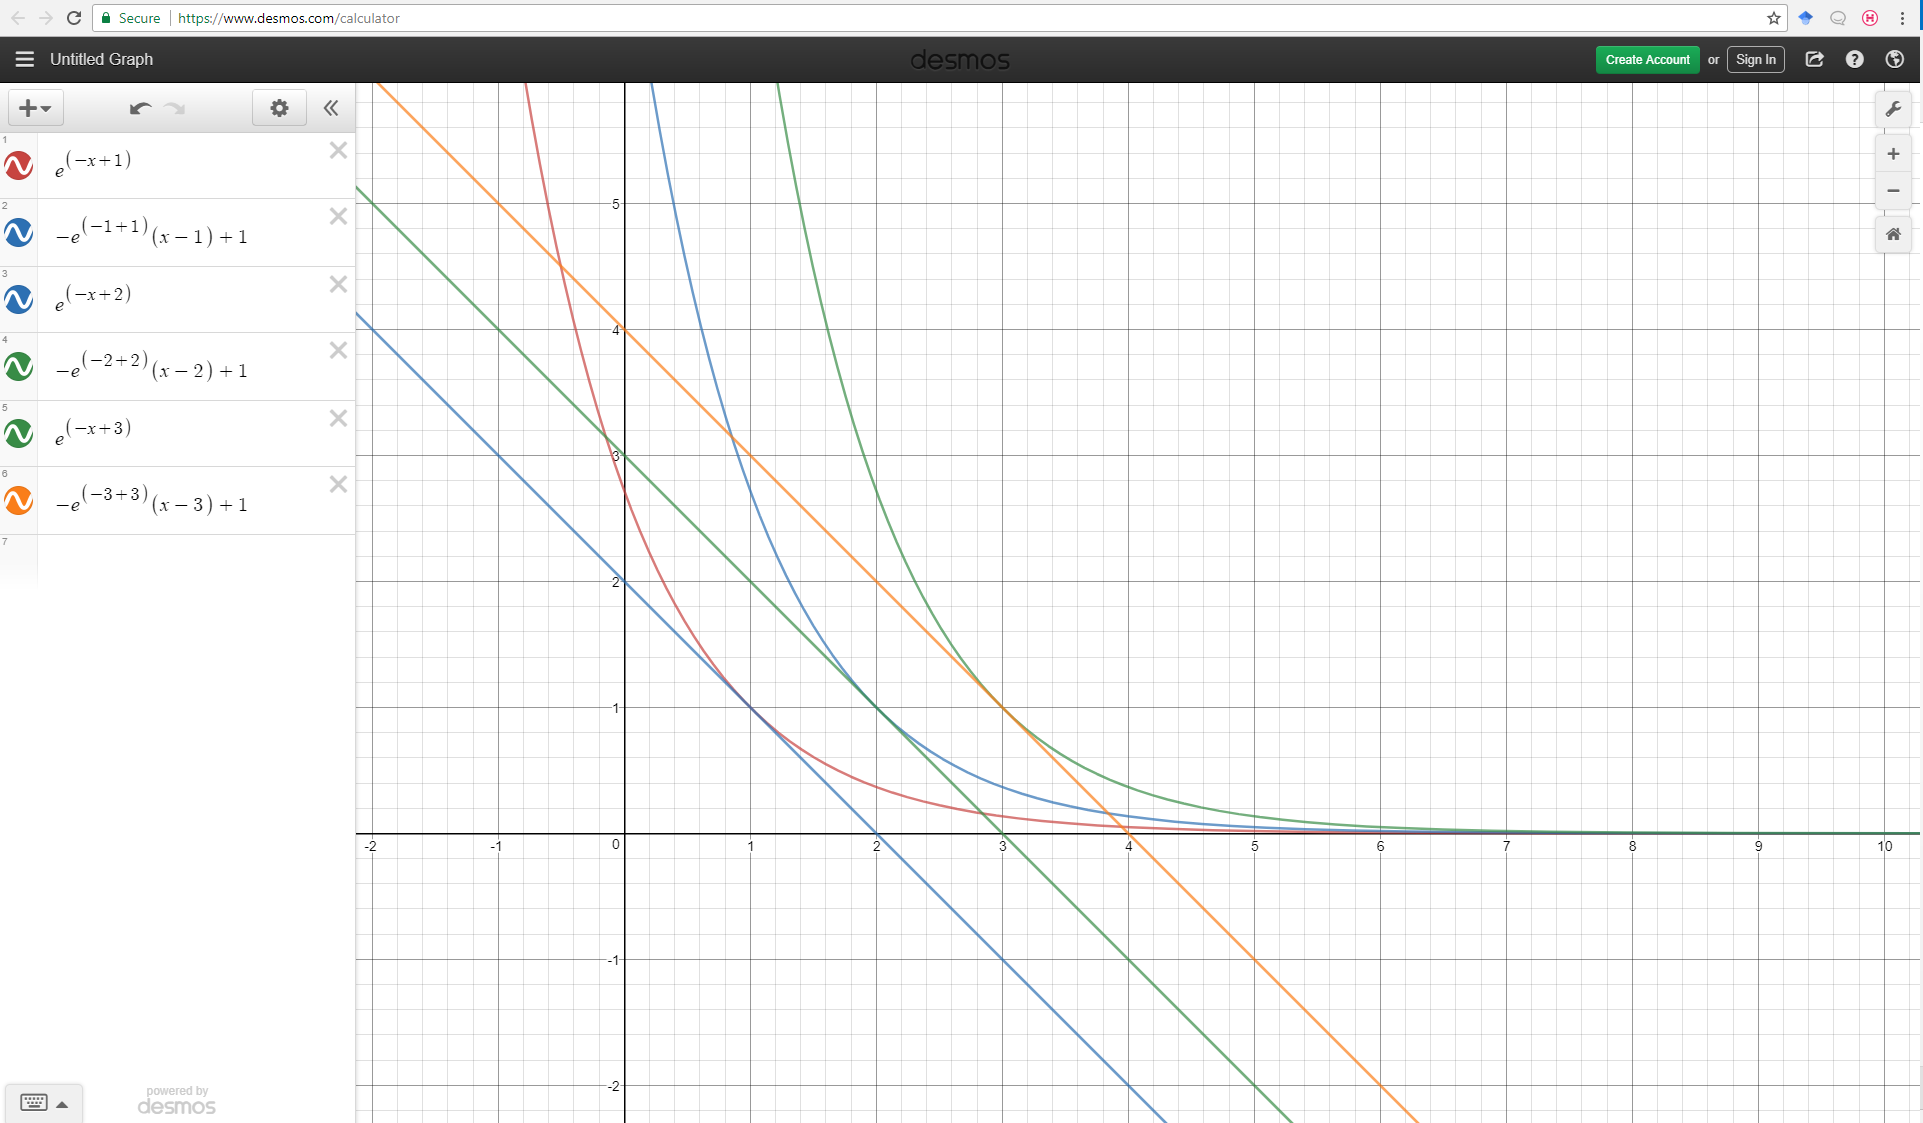 Secure https://www.desmos.com/calculator
Untitled Graph desmos Create Account or Sign In
1 e^(−x+1)
2 −e^(−1+1)(x−1)+1
3 e^(−x+2)
4 −e^(−2+2)(x−2)+1
5 e^(−x+3)
6 −e^(−3+3)(x−3)+1
7
5
4
3
2
1
-2 -1 0 1 2 3 4 5 6 7 8 9 10
-1
-2
powered by
desmos